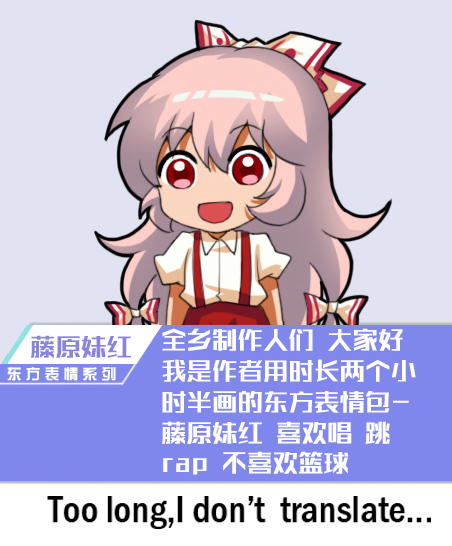 藤原妹红
东方表情系列
全乡制作人们 大家好
我是作者用时长两个小
时半画的东方表情包-
藤原妹红 喜欢唱 跳
rap 不喜欢篮球
Too long,I don't translate...